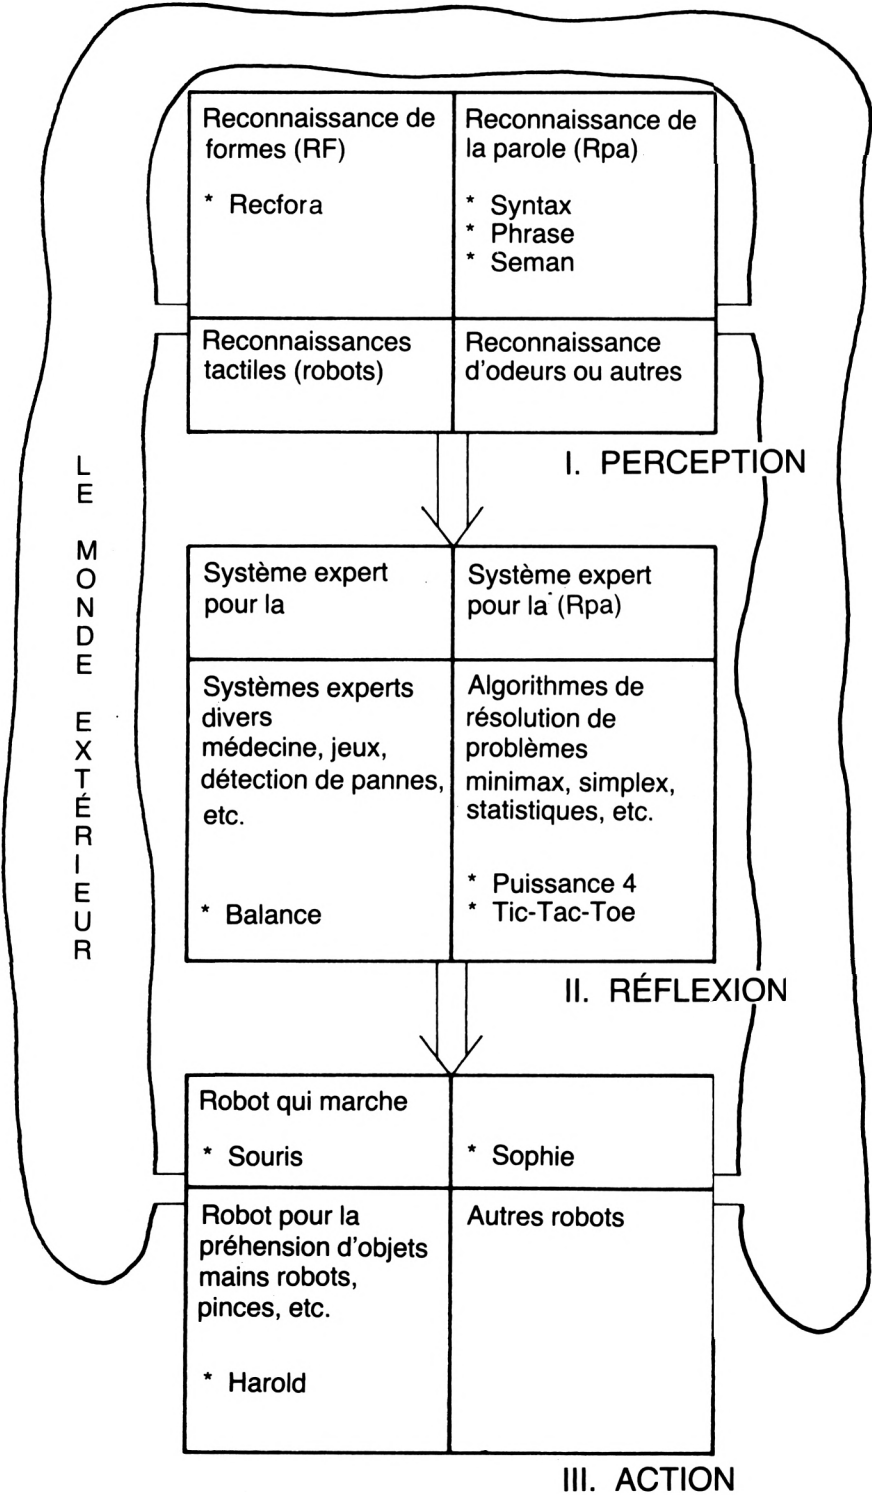 Reconnaissance de
formes (RF)
* Recfora
Reconnaissance de
la parole (Rpa)
* Syntax
* Phrase
* Seman
Reconnaissances
tactiles (robots)
Reconnaissance
d'odeurs ou autres
I. PERCEPTION
LE MONDE EXTÉRIEUR
Système expert
pour la
Système expert
pour la (Rpa)
Systèmes experts
divers
médecine, jeux,
détection de pannes,
etc.
* Balance
Algorithmes de
résolution de
problèmes
minimax, simplex,
statistiques, etc.
* Puissance 4
* Tic-Tac-Toe
II. RÉFLEXION
Robot qui marche
* Souris
* Sophie
Robot pour la
préhension d'objets
mains robots,
pinces, etc.
* Harold
Autres robots
III. ACTION